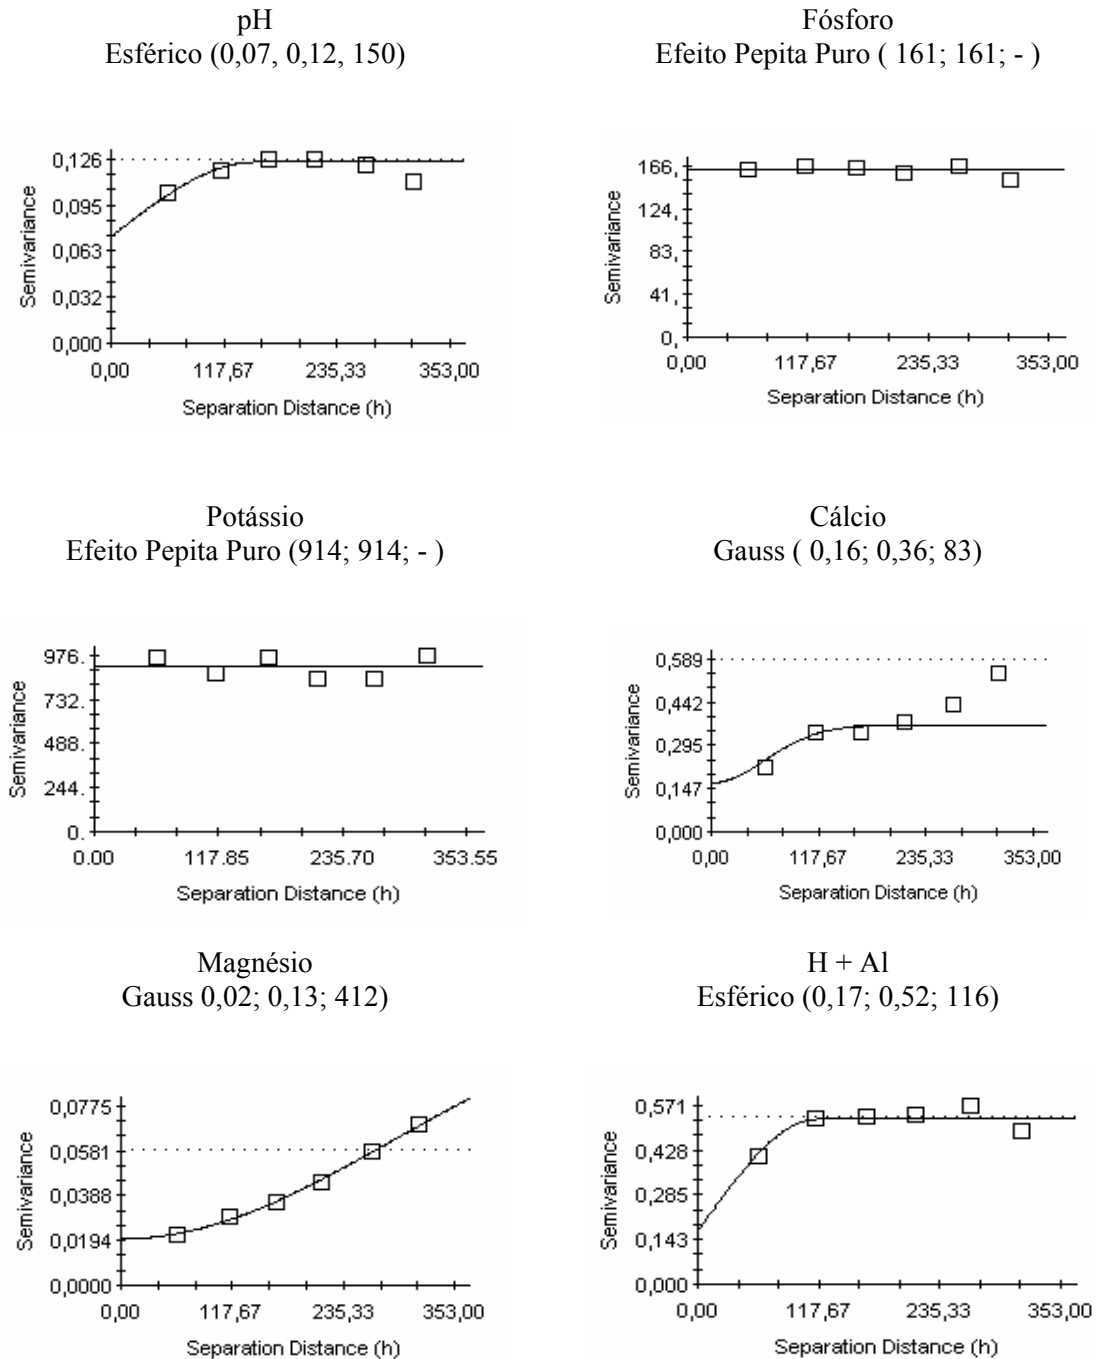 pH
Esférico (0,07, 0,12, 150)
0,126
0,095
0,063
0,032
0,000
Semivariance
0,00 117,67 235,33 353,00
Separation Distance (h)
Fósforo
Efeito Pepita Puro ( 161; 161; - )
166,
124,
83,
41,
0,
Semivariance
0,00 117,67 235,33 353,00
Separation Distance (h)
Potássio
Efeito Pepita Puro (914; 914; - )
976.
732.
488.
244.
0.
Semivariance
0.00 117.85 235.70 353.55
Separation Distance (h)
Cálcio
Gauss ( 0,16; 0,36; 83)
0,589
0,442
0,295
0,147
0,000
Semivariance
0,00 117,67 235,33 353,00
Separation Distance (h)
Magnésio
Gauss 0,02; 0,13; 412)
0,0775
0,0581
0,0388
0,0194
0,0000
Semivariance
0,00 117,67 235,33 353,00
Separation Distance (h)
H + Al
Esférico (0,17; 0,52; 116)
0,571
0,428
0,285
0,143
0,000
Semivariance
0,00 117,67 235,33 353,00
Separation Distance (h)